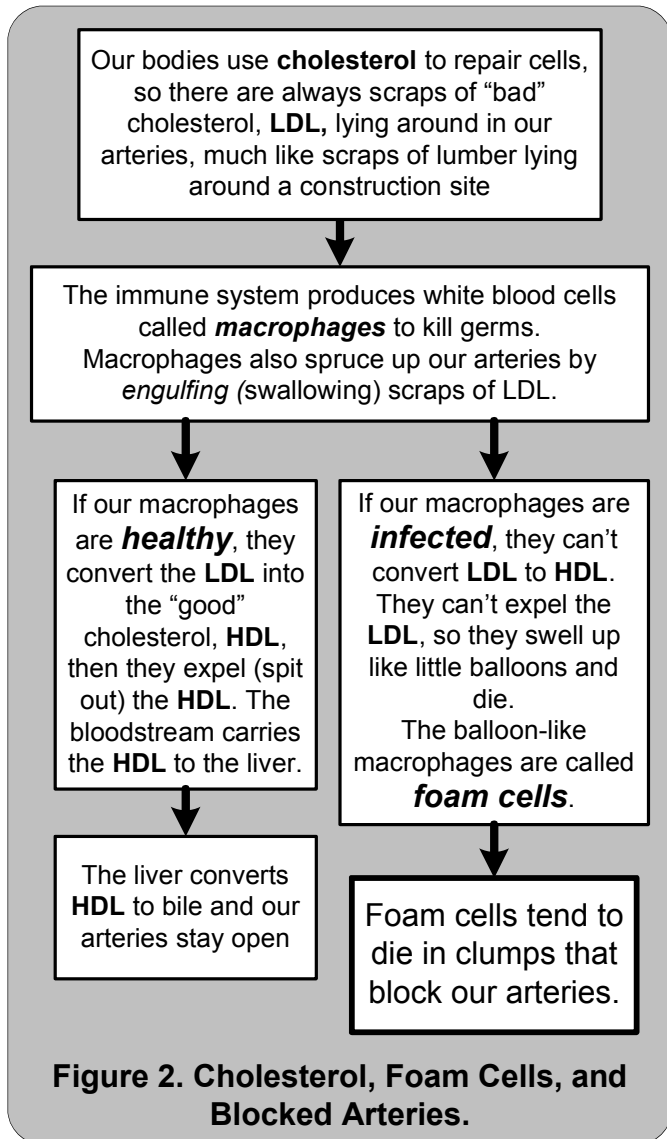 Our bodies use cholesterol to repair cells,
so there are always scraps of “bad”
cholesterol, LDL, lying around in our
arteries, much like scraps of lumber lying
around a construction site
The immune system produces white blood cells
called macrophages to kill germs.
Macrophages also spruce up our arteries by
engulfing (swallowing) scraps of LDL.
If our macrophages
are healthy, they
convert the LDL into
the “good”
cholesterol, HDL,
then they expel (spit
out) the HDL. The
bloodstream carries
the HDL to the liver.
If our macrophages are
infected, they can’t
convert LDL to HDL.
They can’t expel the
LDL, so they swell up
like little balloons and
die.
The balloon-like
macrophages are called
foam cells.
The liver converts
HDL to bile and our
arteries stay open
Foam cells tend to
die in clumps that
block our arteries.
Figure 2. Cholesterol, Foam Cells, and
Blocked Arteries.